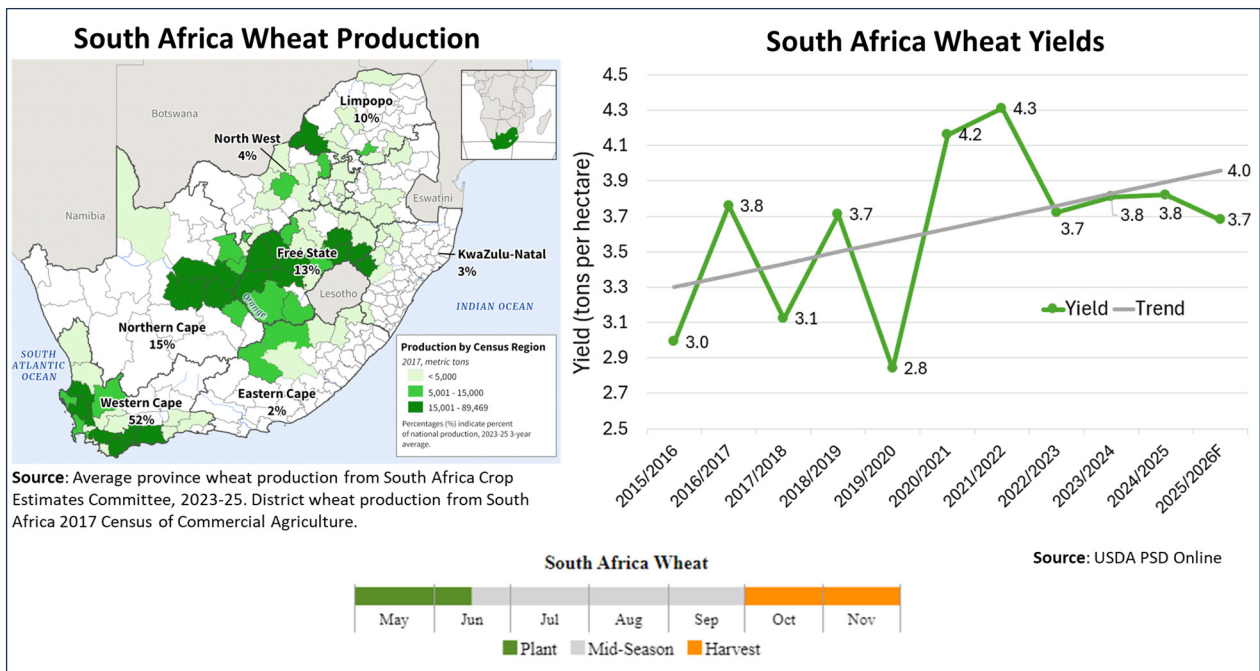 South Africa Wheat Production
Botswana
Namibia
Eswatini
Lesotho
Limpopo
10%
North West
4%
Free State
13%
KwaZulu-Natal
3%
Orange
INDIAN OCEAN
Northern Cape
15%
SOUTH
ATLANTIC
OCEAN
Western Cape
52%
Eastern Cape
2%
Production by Census Region
2017, metric tons
< 5,000
5,001 - 15,000
15,001 - 89,469
Percentages (%) indicate percent
of national production, 2023-25 3-year
average.
Source: Average province wheat production from South Africa Crop
Estimates Committee, 2023-25. District wheat production from South
Africa 2017 Census of Commercial Agriculture.
South Africa Wheat Yields
Yield (tons per hectare)
4.5
4.3
4.1
3.9
3.7
3.5
3.3
3.1
2.9
2.7
2.5
3.0
3.8
3.1
3.7
2.8
4.2
4.3
3.7
3.8
3.8
3.7
4.0
Yield
Trend
2015/2016
2016/2017
2017/2018
2018/2019
2019/2020
2020/2021
2021/2022
2022/2023
2023/2024
2024/2025
2025/2026F
Source: USDA PSD Online
South Africa Wheat
May Jun Jul Aug Sep Oct Nov
Plant Mid-Season Harvest